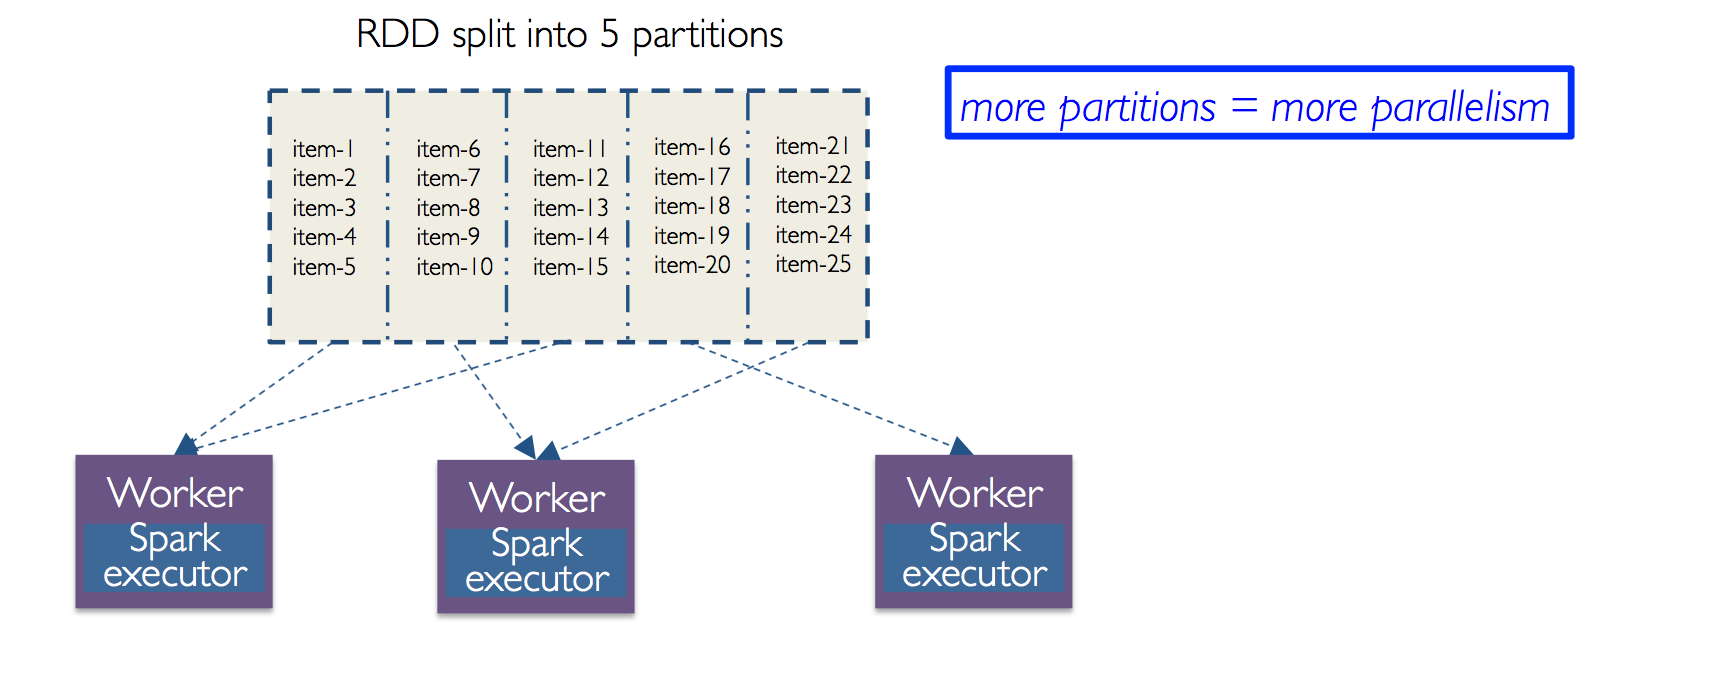 RDD split into 5 partitions
more partitions = more parallelism
item-1
item-2
item-3
item-4
item-5
item-6
item-7
item-8
item-9
item-10
item-11
item-12
item-13
item-14
item-15
item-16
item-17
item-18
item-19
item-20
item-21
item-22
item-23
item-24
item-25
Worker
Spark
executor
Worker
Spark
executor
Worker
Spark
executor